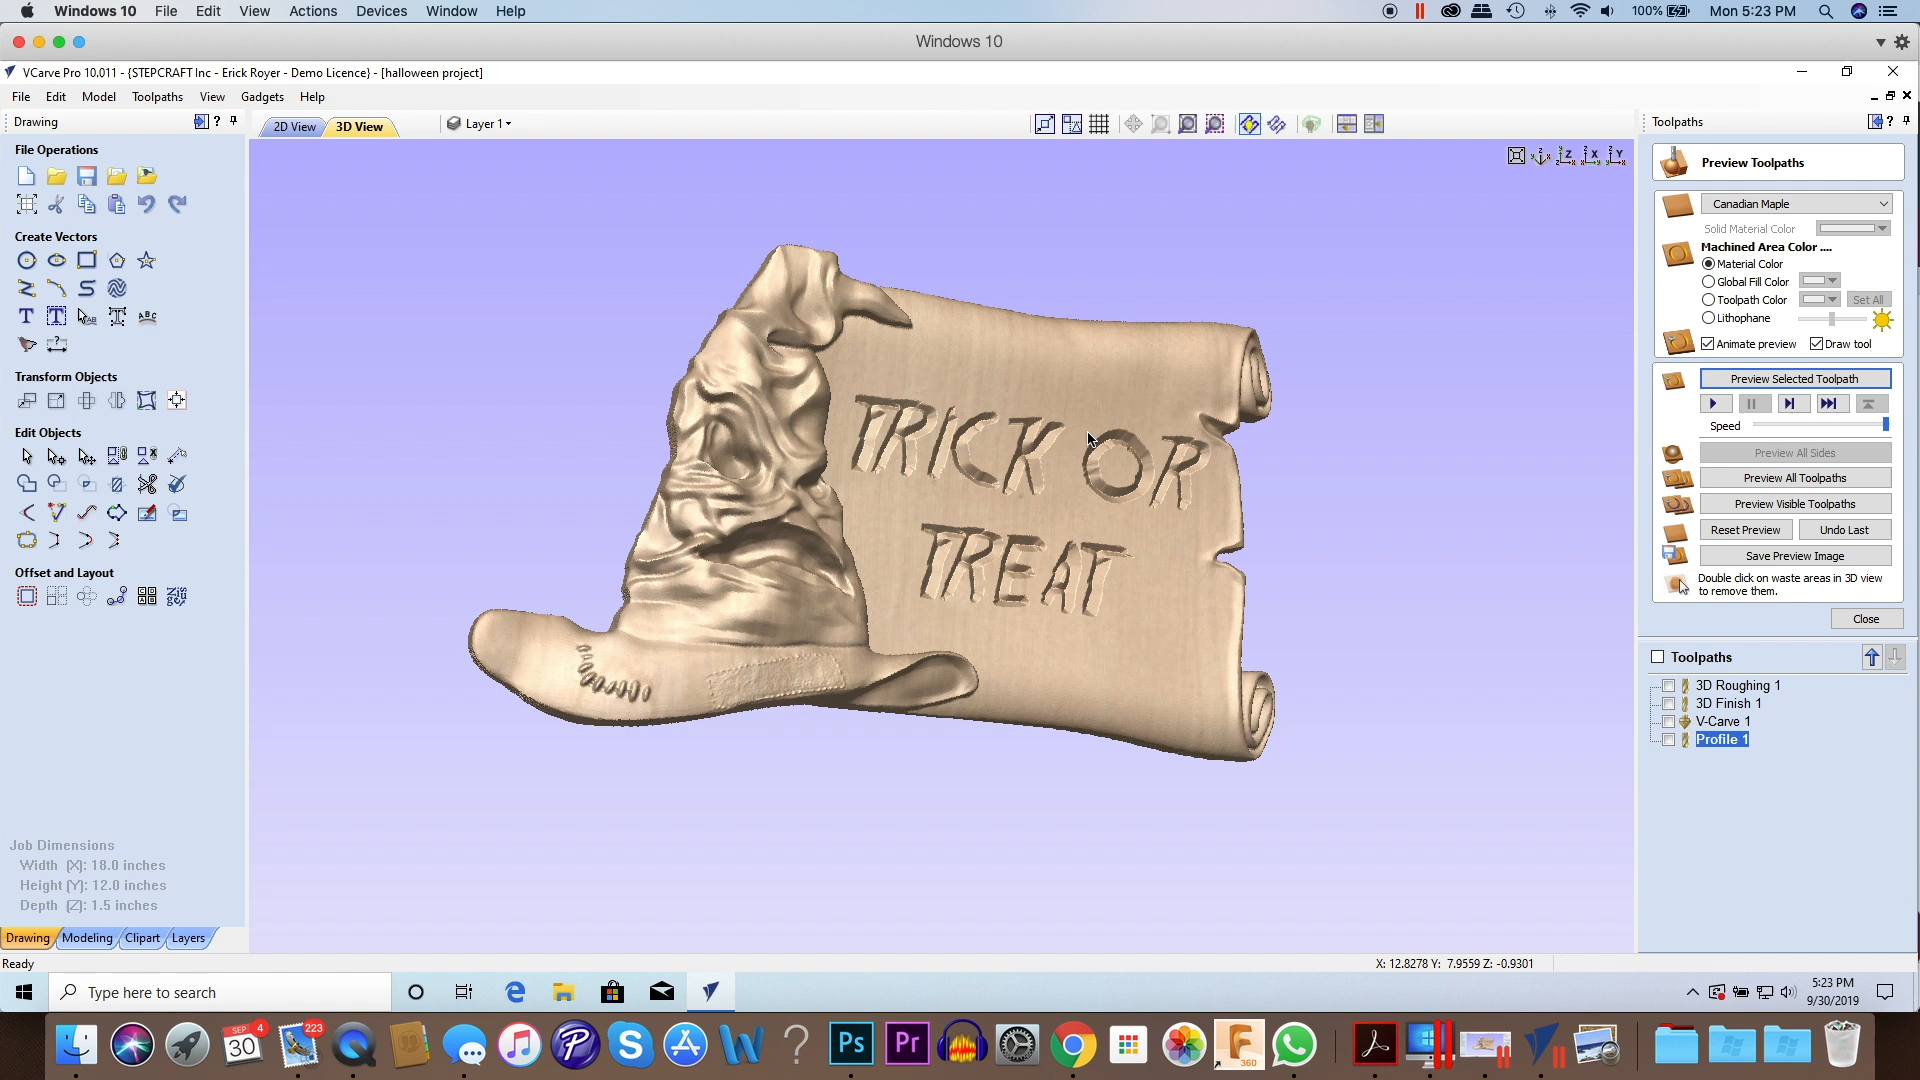 Windows 10 File Edit View Actions Devices Window Help 100% Mon 5:23 PM
Windows 10
VCarve Pro 10.011 - {STEPCRAFT Inc - Erick Royer - Demo Licence} - [halloween project]
File Edit Model Toolpaths View Gadgets Help
Drawing
2D View
3D View
Layer 1
Toolpaths
File Operations
Create Vectors
Transform Objects
Edit Objects
Offset and Layout
Job Dimensions
Width (X): 18.0 inches
Height (Y): 12.0 inches
Depth (Z): 1.5 inches
Drawing Modeling Clipart Layers
TRICK OR
TREAT
Preview Toolpaths
Canadian Maple
Solid Material Color
Machined Area Color ....
Material Color
Global Fill Color
Toolpath Color Set All
Lithophane
Animate preview Draw tool
Preview Selected Toolpath
Speed
Preview All Sides
Preview All Toolpaths
Preview Visible Toolpaths
Reset Preview Undo Last
Save Preview Image
Double click on waste areas in 3D view
to remove them.
Close
Toolpaths
3D Roughing 1
3D Finish 1
V-Carve 1
Profile 1
Ready
X: 12.8278 Y: 7.9559 Z: -0.9301
Type here to search
5:23 PM
9/30/2019
SEP 4
30
223
Ps
Pr
360